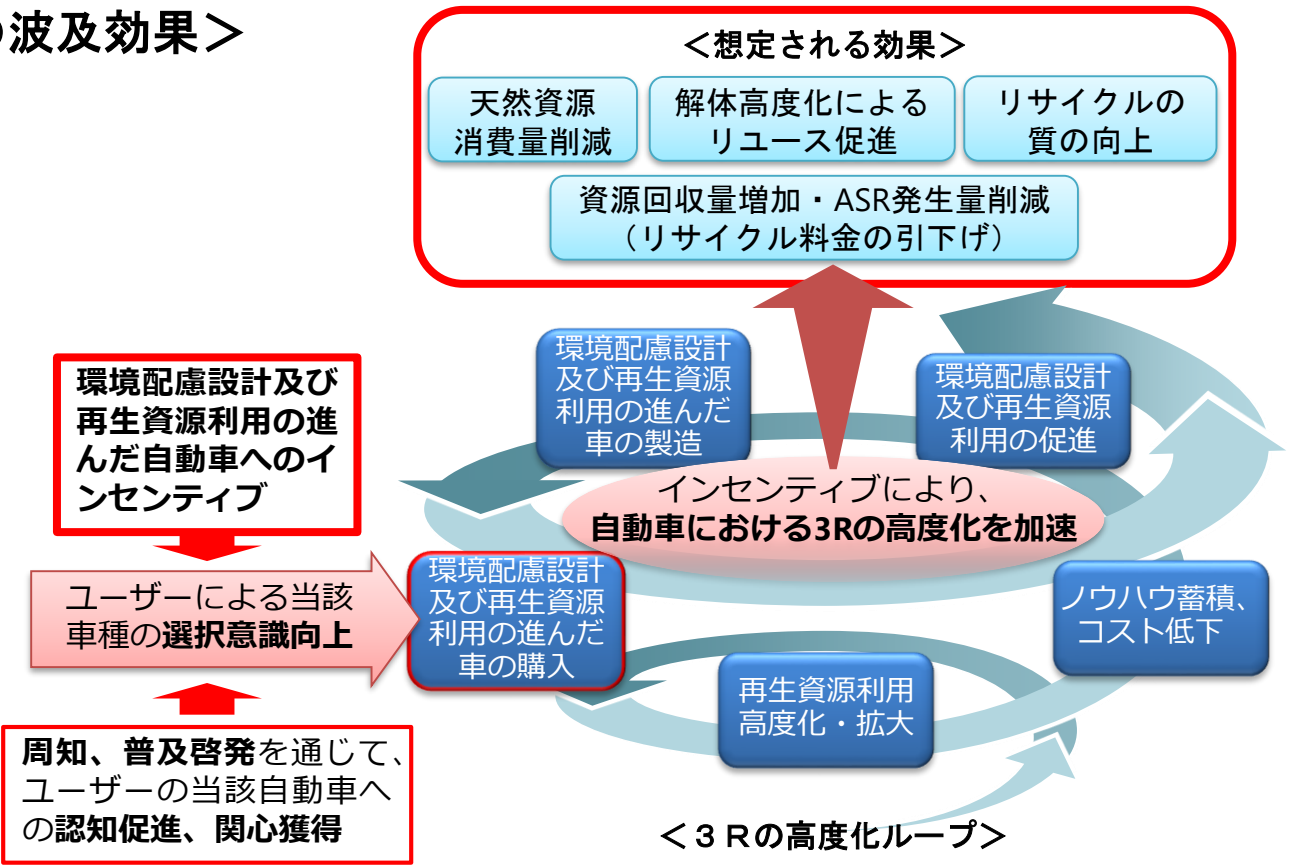 の波及効果＞
＜想定される効果＞
天然資源
消費量削減
解体高度化による
リユース促進
リサイクルの
質の向上
資源回収量増加・ASR発生量削減
（リサイクル料金の引下げ）
環境配慮設計及び
再生資源利用の進
んだ自動車へのイ
ンセンティブ
環境配慮設計
及び再生資源
利用の進んだ
車の製造
環境配慮設計
及び再生資源
利用の促進
インセンティブにより、
自動車における3Rの高度化を加速
ユーザーによる当該
車種の選択意識向上
環境配慮設計
及び再生資源
利用の進んだ
車の購入
ノウハウ蓄積、
コスト低下
再生資源利用
高度化・拡大
周知、普及啓発を通じて、
ユーザーの当該自動車へ
の認知促進、関心獲得
＜３Ｒの高度化ループ＞